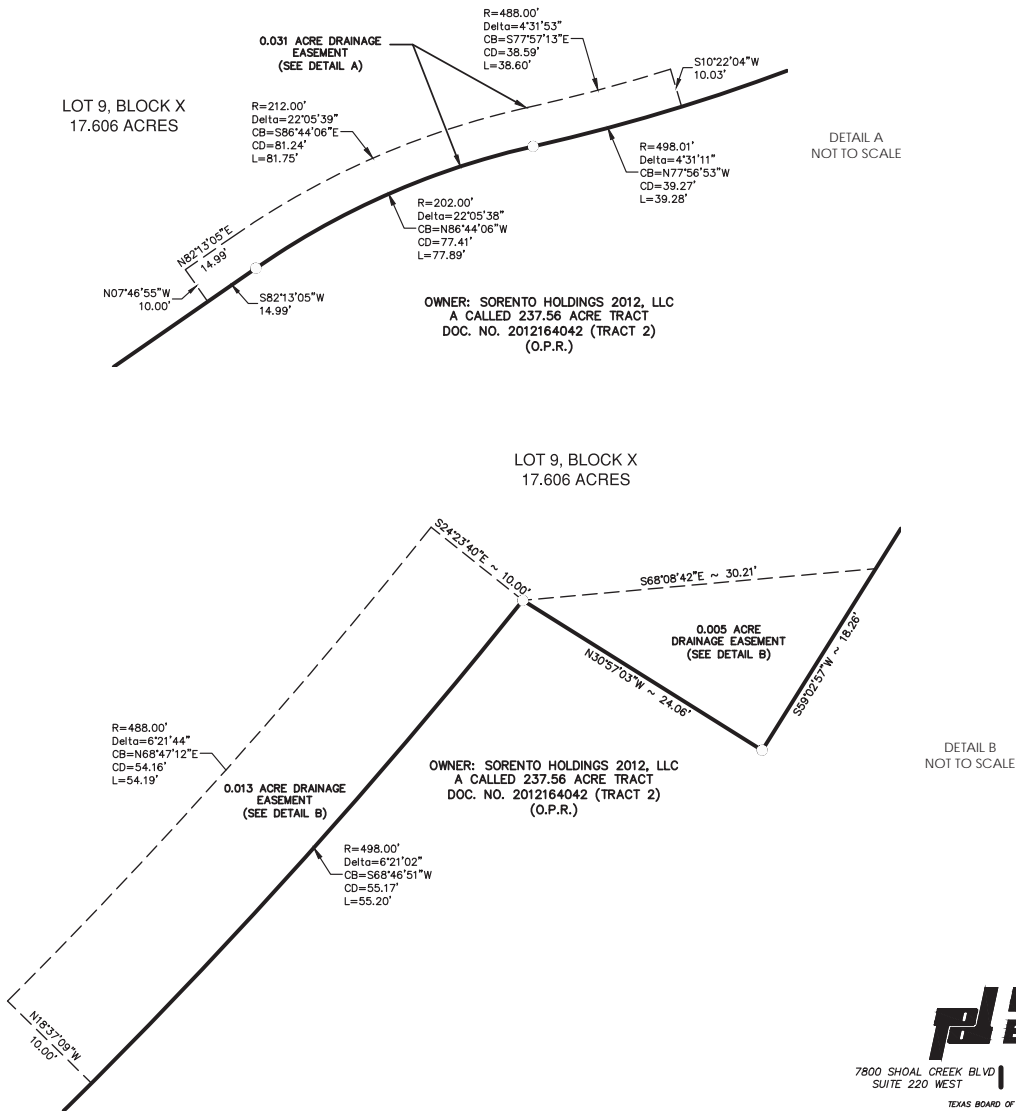 R=488.00'
Delta=4°31'53"
CB=S77°57'13"E
CD=38.59'
L=38.60'
0.031 ACRE DRAINAGE
EASEMENT
(SEE DETAIL A)
S10°22'04"W
10.03'
LOT 9, BLOCK X
17.606 ACRES
R=212.00'
Delta=22°05'39"
CB=S86°44'06"E
CD=81.24'
L=81.75'
DETAIL A
NOT TO SCALE
R=498.01'
Delta=4°31'11"
CB=N77°56'53"W
CD=39.27'
L=39.28'
R=202.00'
Delta=22°05'38"
CB=N86°44'06"W
CD=77.41'
L=77.89'
N82°13'05"E
14.99'
N07°46'55"W
10.00'
S82°13'05"W
14.99'
OWNER: SORENTO HOLDINGS 2012, LLC
A CALLED 237.56 ACRE TRACT
DOC. NO. 2012164042 (TRACT 2)
(O.P.R.)
LOT 9, BLOCK X
17.606 ACRES
S24°23'40"E ~ 10.00'
S68°08'42"E ~ 30.21'
0.005 ACRE
DRAINAGE EASEMENT
(SEE DETAIL B)
N30°57'03"W ~ 24.06'
S59°02'57"W ~ 18.26'
R=488.00'
Delta=6°21'44"
CB=N68°47'12"E
CD=54.16'
L=54.19'
0.013 ACRE DRAINAGE
EASEMENT
(SEE DETAIL B)
OWNER: SORENTO HOLDINGS 2012, LLC
A CALLED 237.56 ACRE TRACT
DOC. NO. 2012164042 (TRACT 2)
(O.P.R.)
DETAIL B
NOT TO SCALE
R=498.00'
Delta=6°21'02"
CB=S68°46'51"W
CD=55.17'
L=55.20'
N18°37'09"W
10.00'
7800 SHOAL CREEK BLVD
SUITE 220 WEST
TEXAS BOARD OF